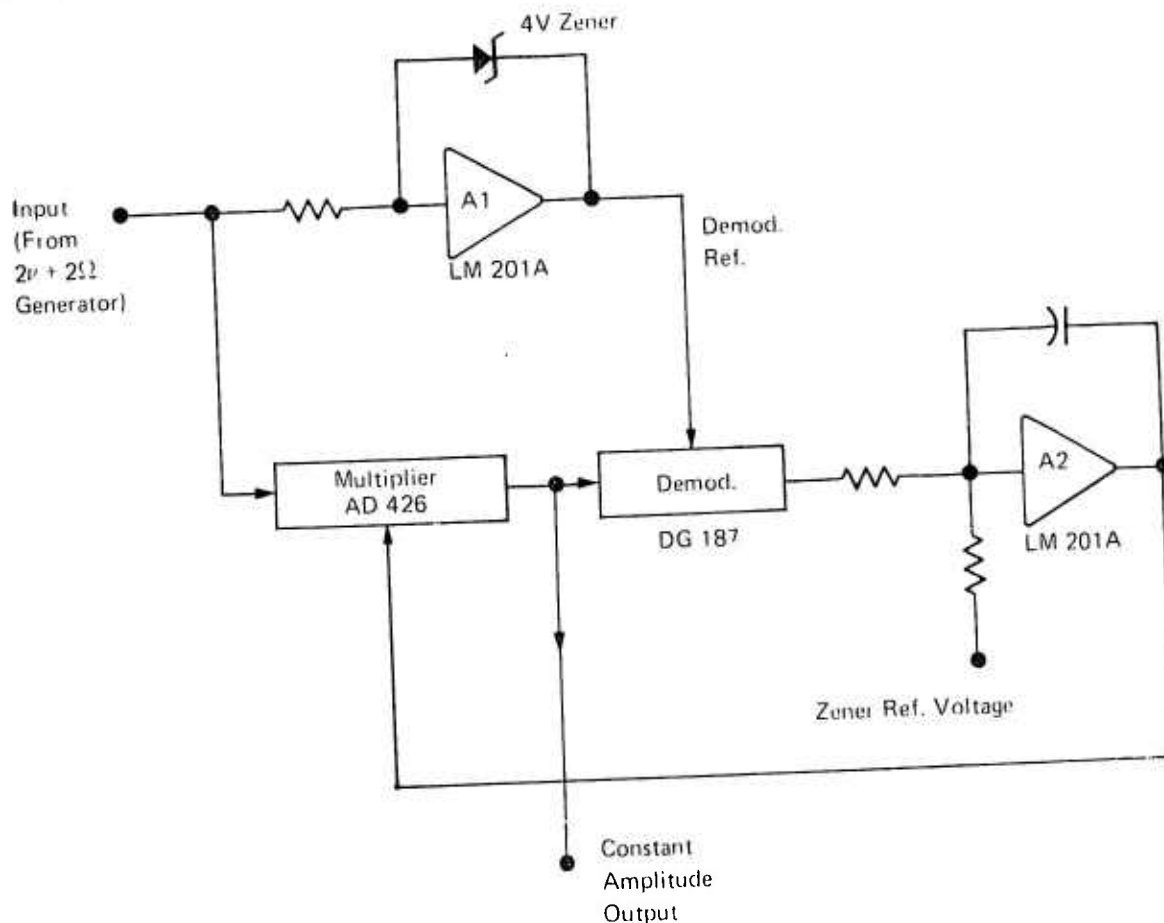 4V Zener
Input
(From
2ν + 2Ω
Generator)
A1
LM 201A
Demod.
Ref.
Multiplier
AD 426
Demod.
DG 187
A2
LM 201A
Zener Ref. Voltage
Constant
Amplitude
Output